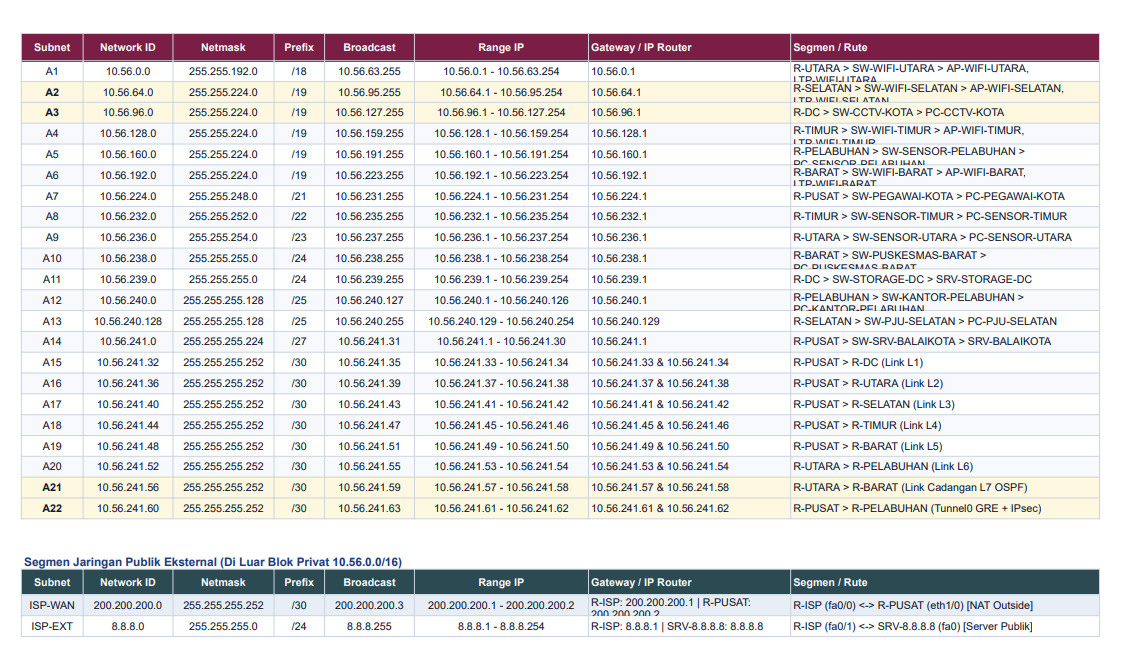 Subnet Network ID Netmask Prefix Broadcast Range IP Gateway / IP Router Segmen / Rute
A1 10.56.0.0 255.255.192.0 /18 10.56.63.255 10.56.0.1 - 10.56.63.254 10.56.0.1 R-UTARA > SW-WIFI-UTARA > AP-WIFI-UTARA,
LTP-WIFI-UTARA
A2 10.56.64.0 255.255.224.0 /19 10.56.95.255 10.56.64.1 - 10.56.95.254 10.56.64.1 R-SELATAN > SW-WIFI-SELATAN > AP-WIFI-SELATAN,
LTP-WIFI-SELATAN
A3 10.56.96.0 255.255.224.0 /19 10.56.127.255 10.56.96.1 - 10.56.127.254 10.56.96.1 R-DC > SW-CCTV-KOTA > PC-CCTV-KOTA
A4 10.56.128.0 255.255.224.0 /19 10.56.159.255 10.56.128.1 - 10.56.159.254 10.56.128.1 R-TIMUR > SW-WIFI-TIMUR > AP-WIFI-TIMUR,
LTP-WIFI-TIMUR
A5 10.56.160.0 255.255.224.0 /19 10.56.191.255 10.56.160.1 - 10.56.191.254 10.56.160.1 R-PELABUHAN > SW-SENSOR-PELABUHAN >
PC-SENSOR-PELABUHAN
A6 10.56.192.0 255.255.224.0 /19 10.56.223.255 10.56.192.1 - 10.56.223.254 10.56.192.1 R-BARAT > SW-WIFI-BARAT > AP-WIFI-BARAT,
LTP-WIFI-BARAT
A7 10.56.224.0 255.255.248.0 /21 10.56.231.255 10.56.224.1 - 10.56.231.254 10.56.224.1 R-PUSAT > SW-PEGAWAI-KOTA > PC-PEGAWAI-KOTA
A8 10.56.232.0 255.255.252.0 /22 10.56.235.255 10.56.232.1 - 10.56.235.254 10.56.232.1 R-TIMUR > SW-SENSOR-TIMUR > PC-SENSOR-TIMUR
A9 10.56.236.0 255.255.254.0 /23 10.56.237.255 10.56.236.1 - 10.56.237.254 10.56.236.1 R-UTARA > SW-SENSOR-UTARA > PC-SENSOR-UTARA
A10 10.56.238.0 255.255.255.0 /24 10.56.238.255 10.56.238.1 - 10.56.238.254 10.56.238.1 R-BARAT > SW-PUSKESMAS-BARAT >
PC-PUSKESMAS-BARAT
A11 10.56.239.0 255.255.255.0 /24 10.56.239.255 10.56.239.1 - 10.56.239.254 10.56.239.1 R-DC > SW-STORAGE-DC > SRV-STORAGE-DC
A12 10.56.240.0 255.255.255.128 /25 10.56.240.127 10.56.240.1 - 10.56.240.126 10.56.240.1 R-PELABUHAN > SW-KANTOR-PELABUHAN >
PC-KANTOR-PELABUHAN
A13 10.56.240.128 255.255.255.128 /25 10.56.240.255 10.56.240.129 - 10.56.240.254 10.56.240.129 R-SELATAN > SW-PJU-SELATAN > PC-PJU-SELATAN
A14 10.56.241.0 255.255.255.224 /27 10.56.241.31 10.56.241.1 - 10.56.241.30 10.56.241.1 R-PUSAT > SW-SRV-BALAIKOTA > SRV-BALAIKOTA
A15 10.56.241.32 255.255.255.252 /30 10.56.241.35 10.56.241.33 - 10.56.241.34 10.56.241.33 & 10.56.241.34 R-PUSAT > R-DC (Link L1)
A16 10.56.241.36 255.255.255.252 /30 10.56.241.39 10.56.241.37 - 10.56.241.38 10.56.241.37 & 10.56.241.38 R-PUSAT > R-UTARA (Link L2)
A17 10.56.241.40 255.255.255.252 /30 10.56.241.43 10.56.241.41 - 10.56.241.42 10.56.241.41 & 10.56.241.42 R-PUSAT > R-SELATAN (Link L3)
A18 10.56.241.44 255.255.255.252 /30 10.56.241.47 10.56.241.45 - 10.56.241.46 10.56.241.45 & 10.56.241.46 R-PUSAT > R-TIMUR (Link L4)
A19 10.56.241.48 255.255.255.252 /30 10.56.241.51 10.56.241.49 - 10.56.241.50 10.56.241.49 & 10.56.241.50 R-PUSAT > R-BARAT (Link L5)
A20 10.56.241.52 255.255.255.252 /30 10.56.241.55 10.56.241.53 - 10.56.241.54 10.56.241.53 & 10.56.241.54 R-UTARA > R-PELABUHAN (Link L6)
A21 10.56.241.56 255.255.255.252 /30 10.56.241.59 10.56.241.57 - 10.56.241.58 10.56.241.57 & 10.56.241.58 R-UTARA > R-BARAT (Link Cadangan L7 OSPF)
A22 10.56.241.60 255.255.255.252 /30 10.56.241.63 10.56.241.61 - 10.56.241.62 10.56.241.61 & 10.56.241.62 R-PUSAT > R-PELABUHAN (Tunnel0 GRE + IPsec)
Segmen Jaringan Publik Eksternal (Di Luar Blok Privat 10.56.0.0/16)
Subnet Network ID Netmask Prefix Broadcast Range IP Gateway / IP Router Segmen / Rute
ISP-WAN 200.200.200.0 255.255.255.252 /30 200.200.200.3 200.200.200.1 - 200.200.200.2 R-ISP: 200.200.200.1 | R-PUSAT: R-ISP (fa0/0) <-> R-PUSAT (eth1/0) [NAT Outside]
200.200.200.2
ISP-EXT 8.8.8.0 255.255.255.0 /24 8.8.8.255 8.8.8.1 - 8.8.8.254 R-ISP: 8.8.8.1 | SRV-8.8.8.8: 8.8.8.8 R-ISP (fa0/1) <-> SRV-8.8.8.8 (fa0) [Server Publik]